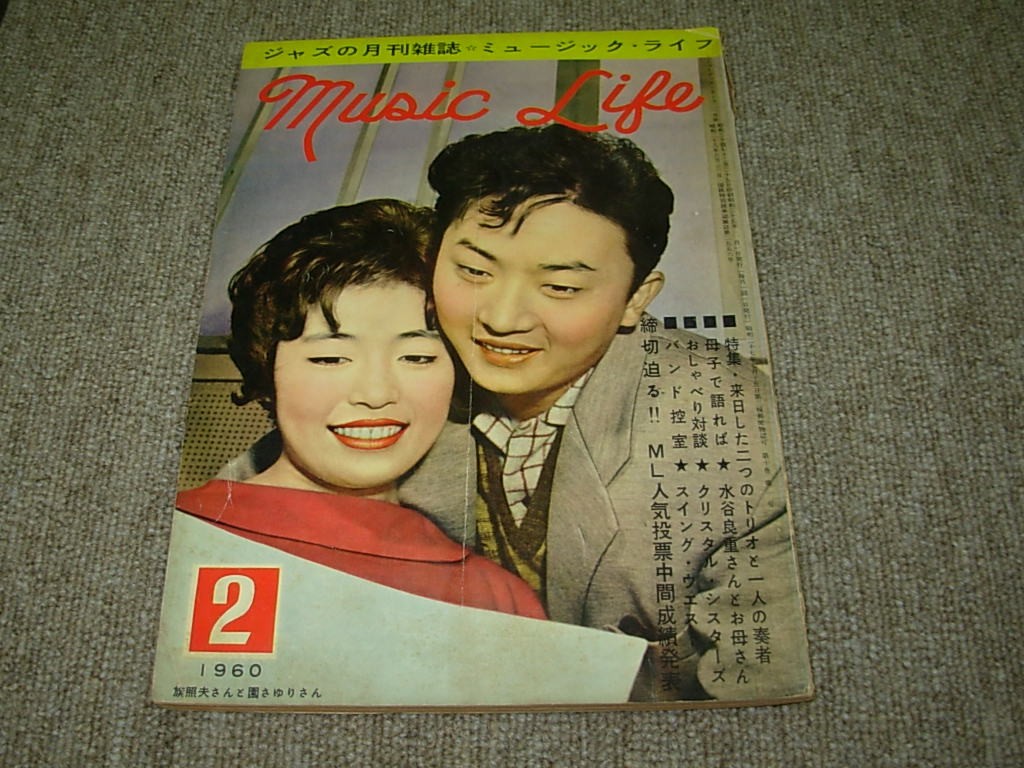 ジャズの月刊雑誌☆ミュージック・ライフ
Music Life
■特集・来日した二つのトリオと一人の奏者
■母子で語れば★水谷良重さんとお母さん
■おしゃべり対談★クリスタル・シスターズ
■バンド控室★スイング・ウエスト
締切迫る!! ML人気投票中間成績発表
2
1960
旗照夫さんと園さゆりさん